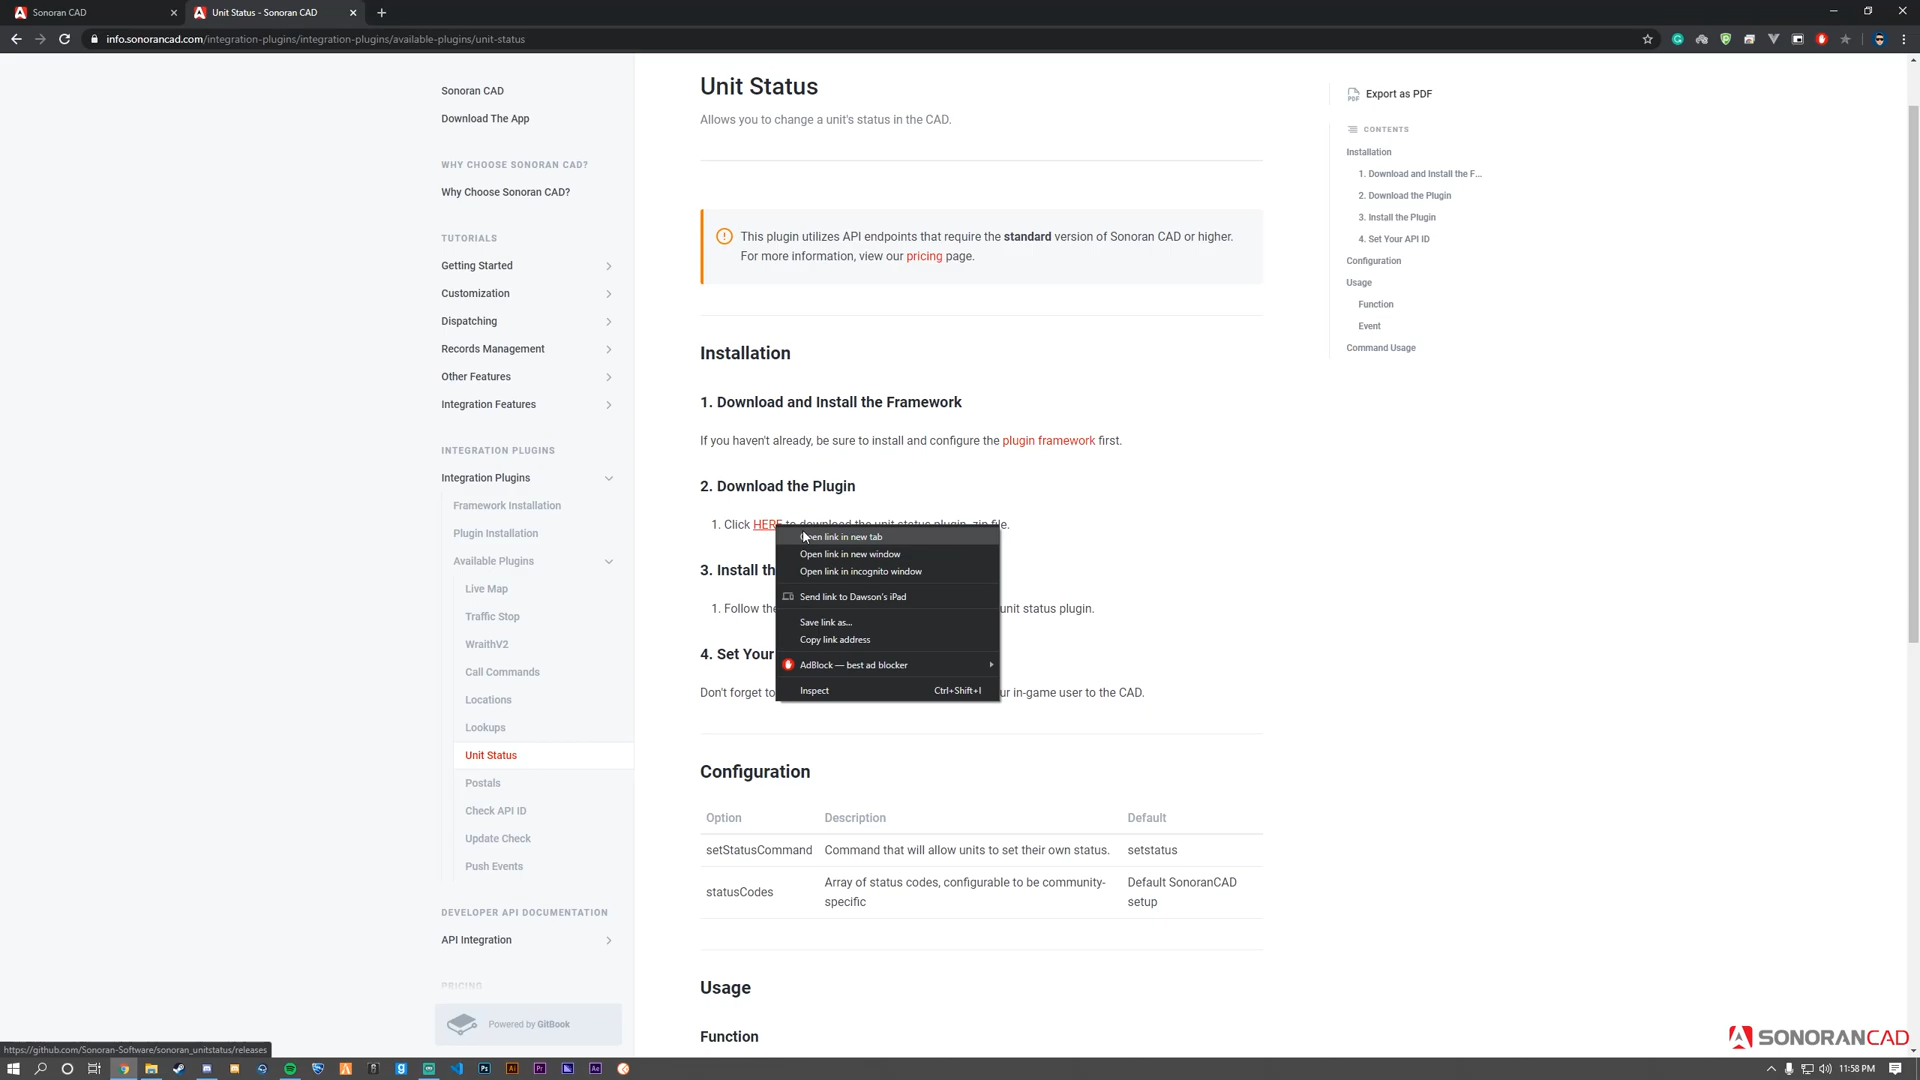 Sonoran CAD
Unit Status - Sonoran CAD
info.sonorancad.com/integration-plugins/integration-plugins/available-plugins/unit-status
Sonoran CAD
Download The App
WHY CHOOSE SONORAN CAD?
Why Choose Sonoran CAD?
TUTORIALS
Getting Started
Customization
Dispatching
Records Management
Other Features
Integration Features
INTEGRATION PLUGINS
Integration Plugins
Framework Installation
Plugin Installation
Available Plugins
Live Map
Traffic Stop
WraithV2
Call Commands
Locations
Lookups
Unit Status
Postals
Check API ID
Update Check
Push Events
DEVELOPER API DOCUMENTATION
API Integration
PRICING
Powered by GitBook
Unit Status
Allows you to change a unit's status in the CAD.
This plugin utilizes API endpoints that require the standard version of Sonoran CAD or higher.
For more information, view our pricing page.
Installation
1. Download and Install the Framework
If you haven't already, be sure to install and configure the plugin framework first.
2. Download the Plugin
1. Click HERE to download the unit status plugin .zip file.
3. Install th
1. Follow the unit status plugin.
4. Set Your
Don't forget to ur in-game user to the CAD.
Open link in new tab
Open link in new window
Open link in incognito window
Send link to Dawson's iPad
Save link as...
Copy link address
AdBlock — best ad blocker
Inspect Ctrl+Shift+I
Configuration
Option Description Default
setStatusCommand Command that will allow units to set their own status. setstatus
statusCodes Array of status codes, configurable to be community-
specific Default SonoranCAD
setup
Usage
Function
Export as PDF
CONTENTS
Installation
1. Download and Install the F...
2. Download the Plugin
3. Install the Plugin
4. Set Your API ID
Configuration
Usage
Function
Event
Command Usage
SONORANCAD
https://github.com/Sonoran-Software/sonoran_unitstatus/releases
11:58 PM